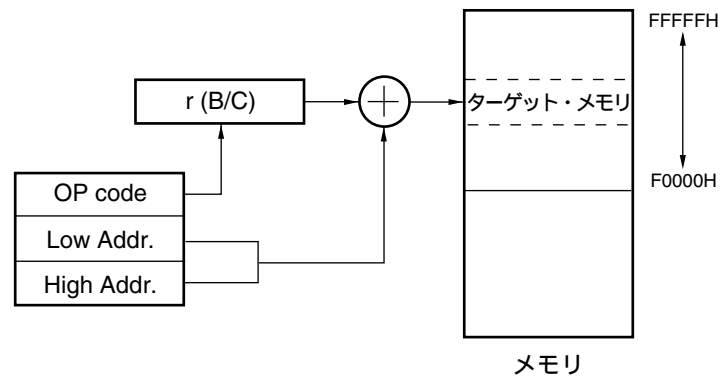 FFFFFH
r (B/C)
ターゲット・メモリ
F0000H
OP code
Low Addr.
High Addr.
メモリ